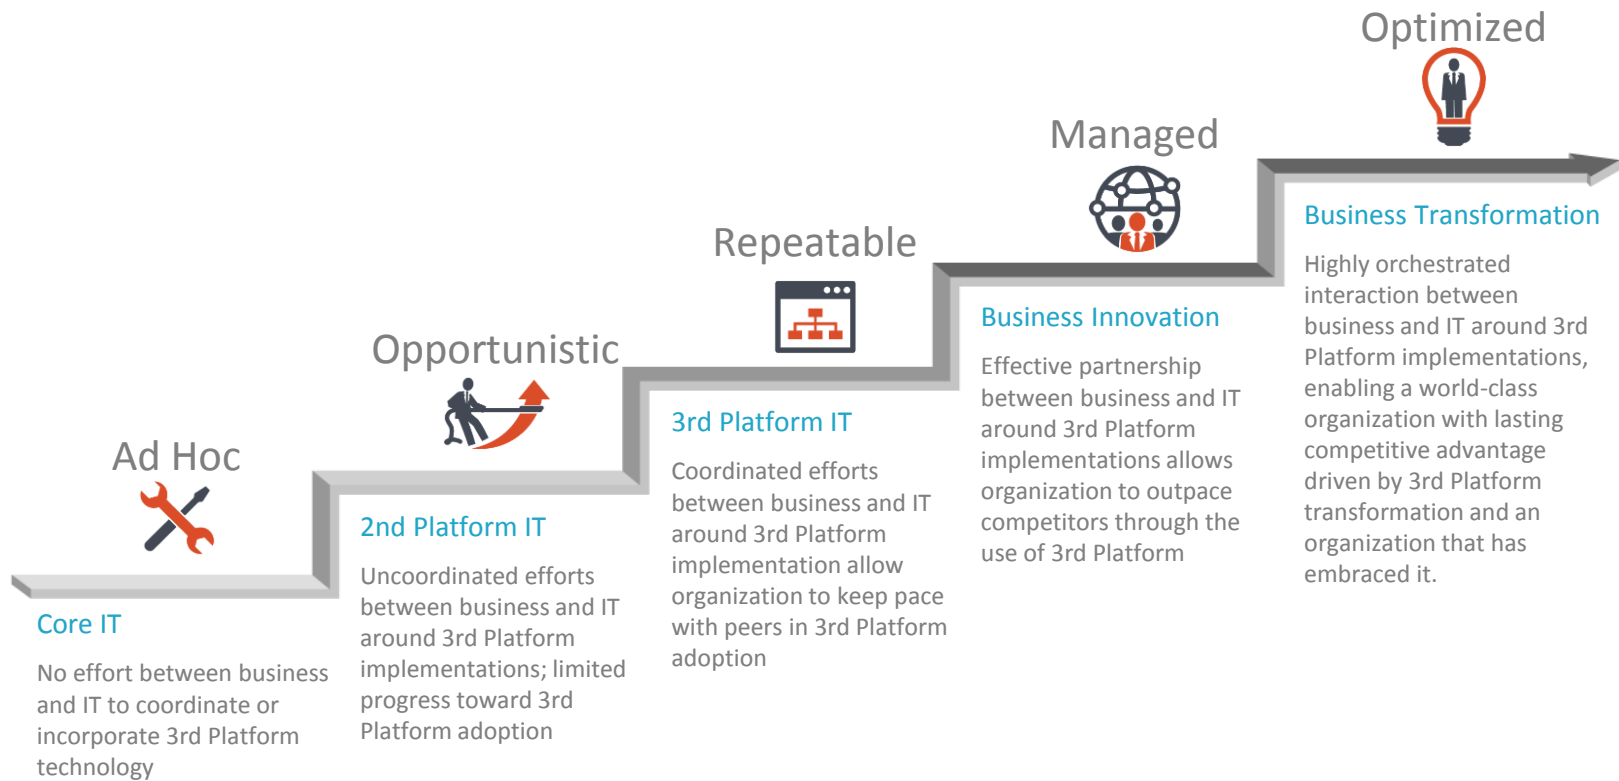 Ad Hoc
Core IT
No effort between business
and IT to coordinate or
incorporate 3rd Platform
technology
Opportunistic
2nd Platform IT
Uncoordinated efforts
between business and IT
around 3rd Platform
implementations; limited
progress toward 3rd
Platform adoption
Repeatable
3rd Platform IT
Coordinated efforts
between business and IT
around 3rd Platform
implementation allow
organization to keep pace
with peers in 3rd Platform
adoption
Managed
Business Innovation
Effective partnership
between business and IT
around 3rd Platform
implementations allows
organization to outpace
competitors through the
use of 3rd Platform
Optimized
Business Transformation
Highly orchestrated
interaction between
business and IT around 3rd
Platform implementations,
enabling a world-class
organization with lasting
competitive advantage
driven by 3rd Platform
transformation and an
organization that has
embraced it.